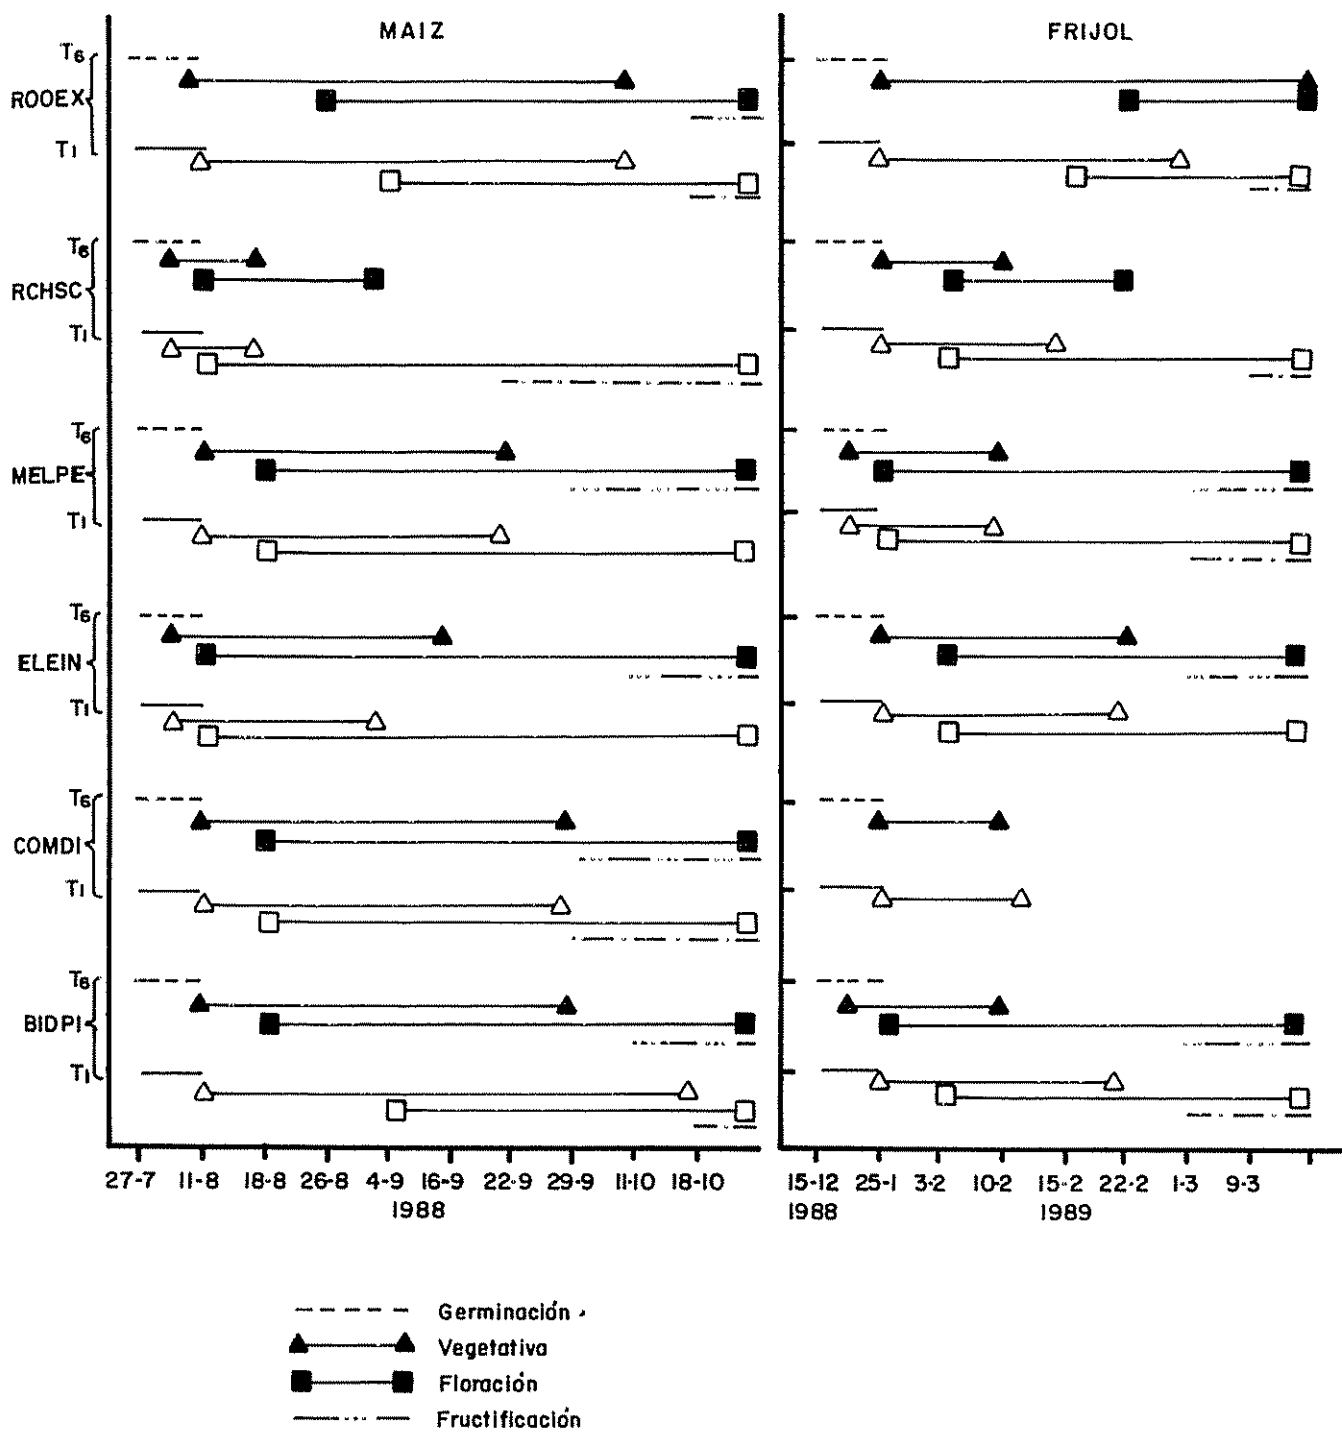 MAIZ
FRIJOL
T6
ROOEX
T1
T6
RCHSC
T1
T6
MELPE
T1
T6
ELEIN
T1
T6
COMDI
T1
T6
BIDPI
T1
27-7 11-8 18-8 26-8 4-9 16-9 22-9 29-9 11-10 18-10
1988
15-12 25-1 3-2 10-2 15-2 22-2 1-3 9-3
1988 1989
Germinación
Vegetativa
Floración
Fructificación